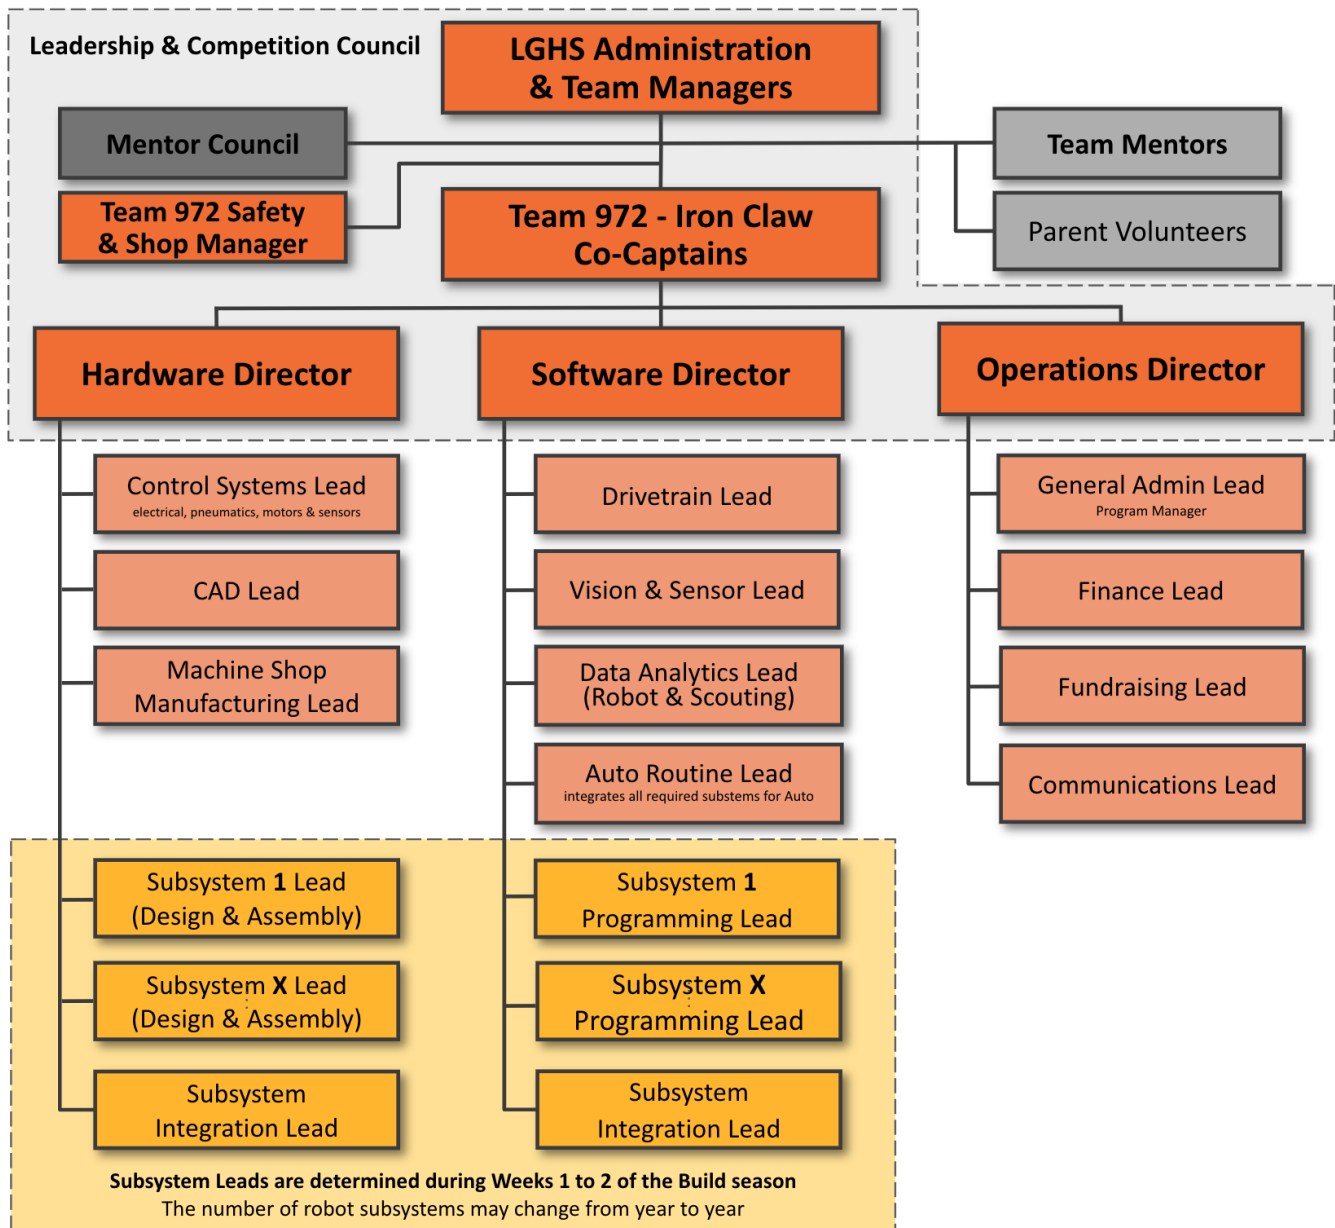 Leadership & Competition Council
LGHS Administration
& Team Managers
Mentor Council
Team Mentors
Team 972 Safety
& Shop Manager
Team 972 - Iron Claw
Co-Captains
Parent Volunteers
Hardware Director
Software Director
Operations Director
Control Systems Lead
electrical, pneumatics, motors & sensors
CAD Lead
Machine Shop
Manufacturing Lead
Drivetrain Lead
Vision & Sensor Lead
Data Analytics Lead
(Robot & Scouting)
Auto Routine Lead
integrates all required substems for Auto
General Admin Lead
Program Manager
Finance Lead
Fundraising Lead
Communications Lead
Subsystem 1 Lead
(Design & Assembly)
Subsystem X Lead
(Design & Assembly)
Subsystem
Integration Lead
Subsystem 1
Programming Lead
Subsystem X
Programming Lead
Subsystem
Integration Lead
Subsystem Leads are determined during Weeks 1 to 2 of the Build season
The number of robot subsystems may change from year to year